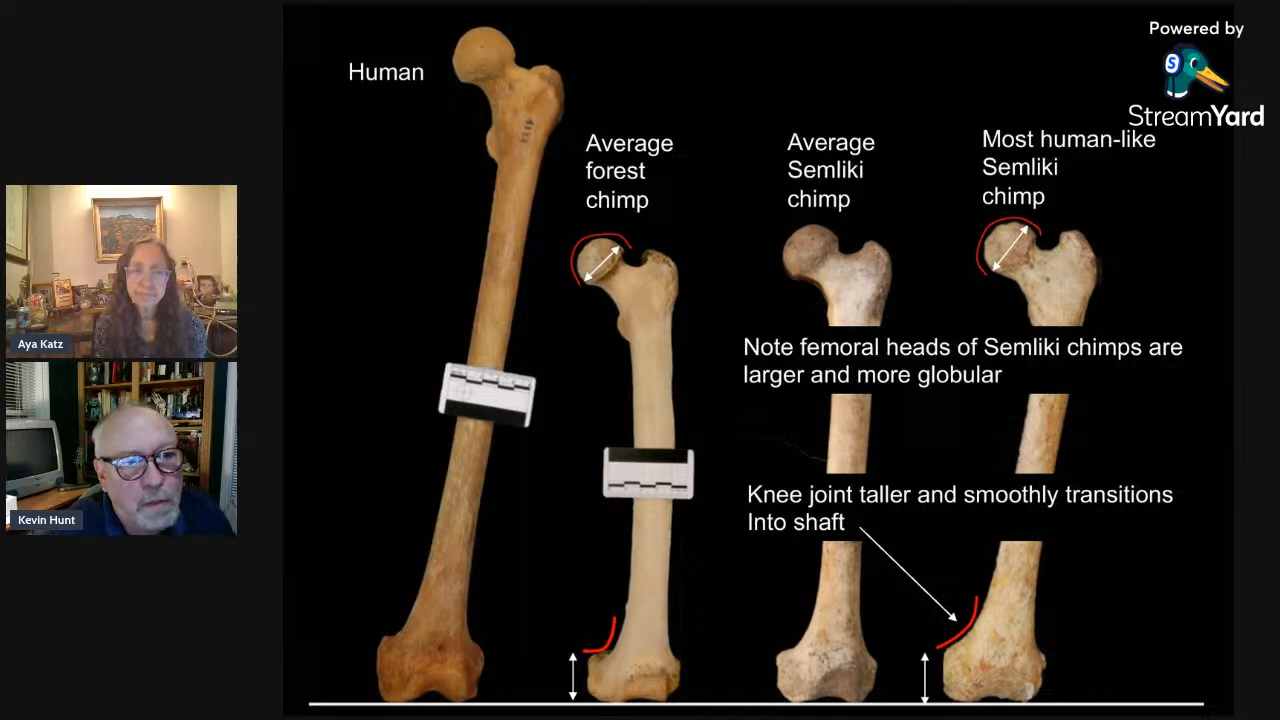 Powered by
S
StreamYard
Human
Average
forest
chimp
Average
Semliki
chimp
Most human-like
Semliki
chimp
Note femoral heads of Semliki chimps are
larger and more globular
Knee joint taller and smoothly transitions
Into shaft
Aya Katz
Kevin Hunt